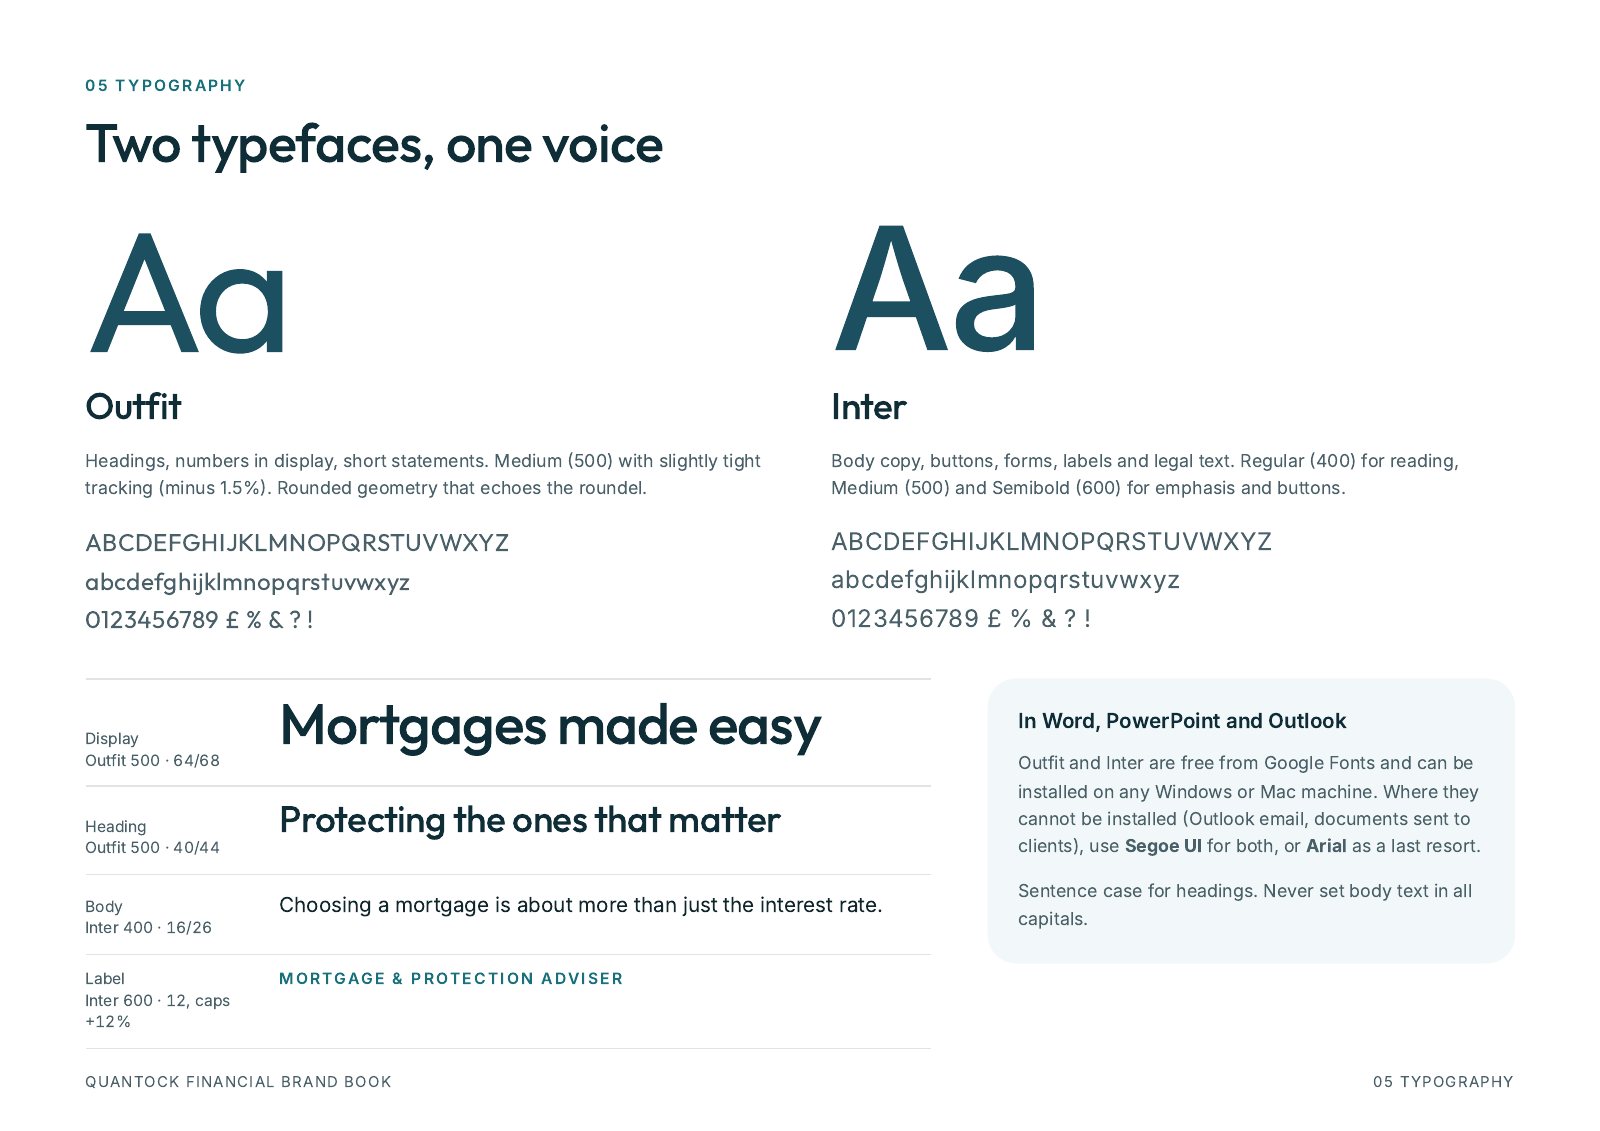 05 TYPOGRAPHY
Two typefaces, one voice
Aa
Outfit
Headings, numbers in display, short statements. Medium (500) with slightly tight
tracking (minus 1.5%). Rounded geometry that echoes the roundel.
ABCDEFGHIJKLMNOPQRSTUVWXYZ
abcdefghijklmnopqrstuvwxyz
0123456789 £ % & ? !
Aa
Inter
Body copy, buttons, forms, labels and legal text. Regular (400) for reading,
Medium (500) and Semibold (600) for emphasis and buttons.
ABCDEFGHIJKLMNOPQRSTUVWXYZ
abcdefghijklmnopqrstuvwxyz
0123456789 £ % & ? !
Display
Outfit 500 · 64/68
Mortgages made easy
Heading
Outfit 500 · 40/44
Protecting the ones that matter
Body
Inter 400 · 16/26
Choosing a mortgage is about more than just the interest rate.
Label
Inter 600 · 12, caps
+12%
MORTGAGE & PROTECTION ADVISER
In Word, PowerPoint and Outlook
Outfit and Inter are free from Google Fonts and can be
installed on any Windows or Mac machine. Where they
cannot be installed (Outlook email, documents sent to
clients), use Segoe UI for both, or Arial as a last resort.
Sentence case for headings. Never set body text in all
capitals.
QUANTOCK FINANCIAL BRAND BOOK
05 TYPOGRAPHY